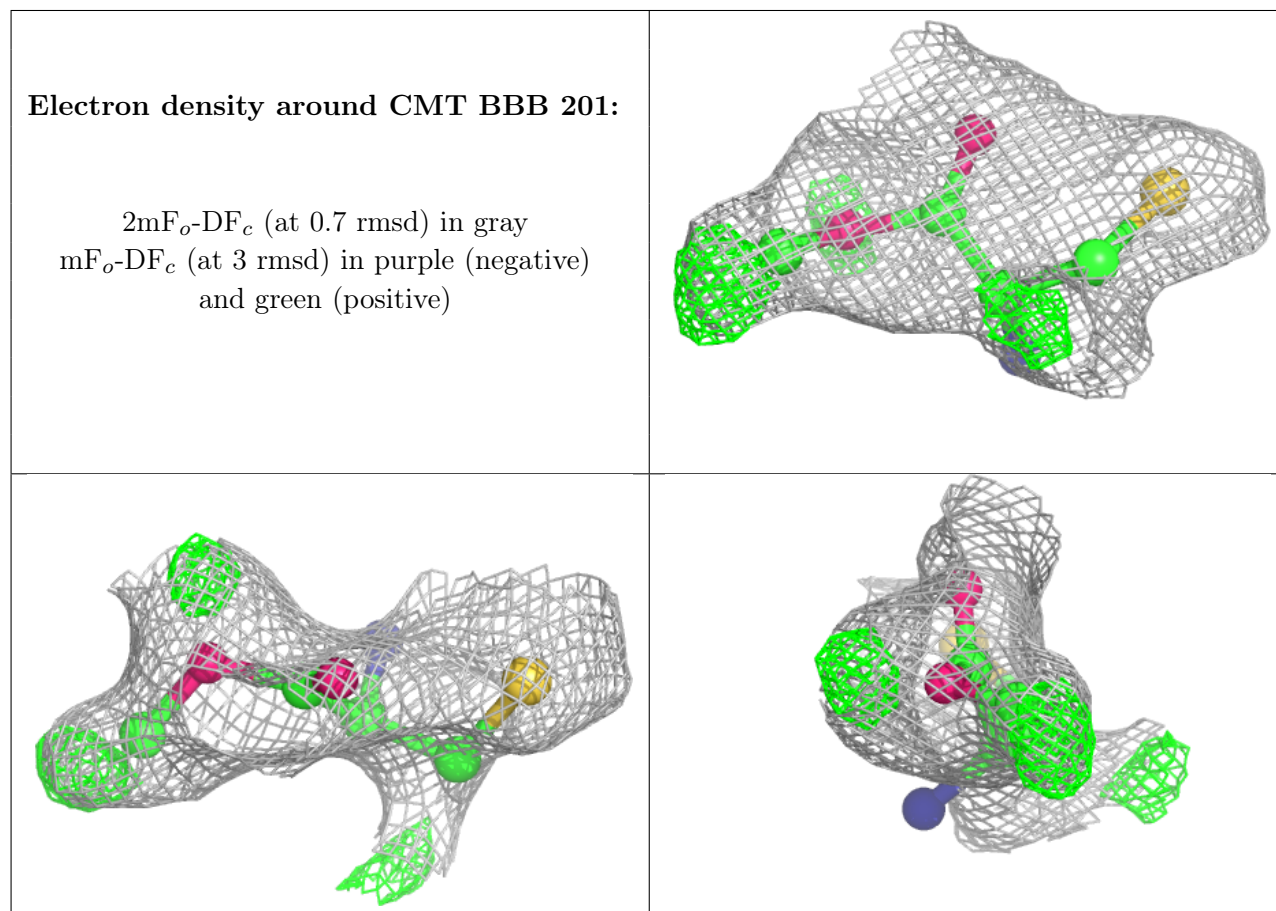 Electron density around CMT BBB 201:
2mFo-DFc (at 0.7 rmsd) in gray
mFo-DFc (at 3 rmsd) in purple (negative)
and green (positive)